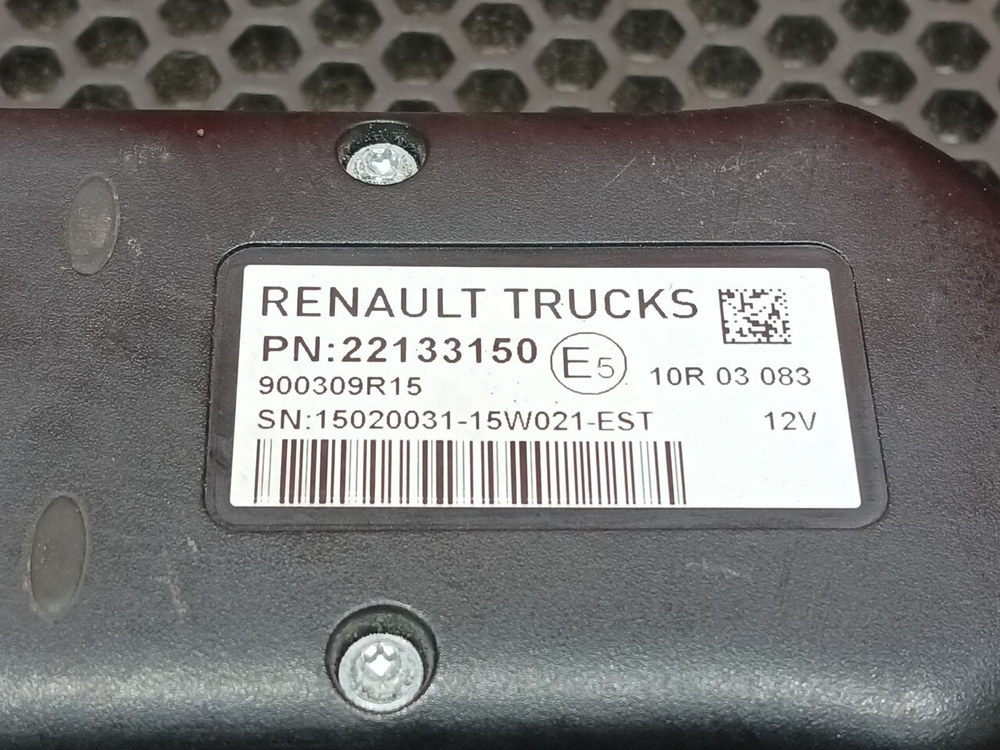 RENAULT TRUCKS
PN:22133150
E5
900309R15
10R 03 083
SN:15020031-15W021-EST
12V